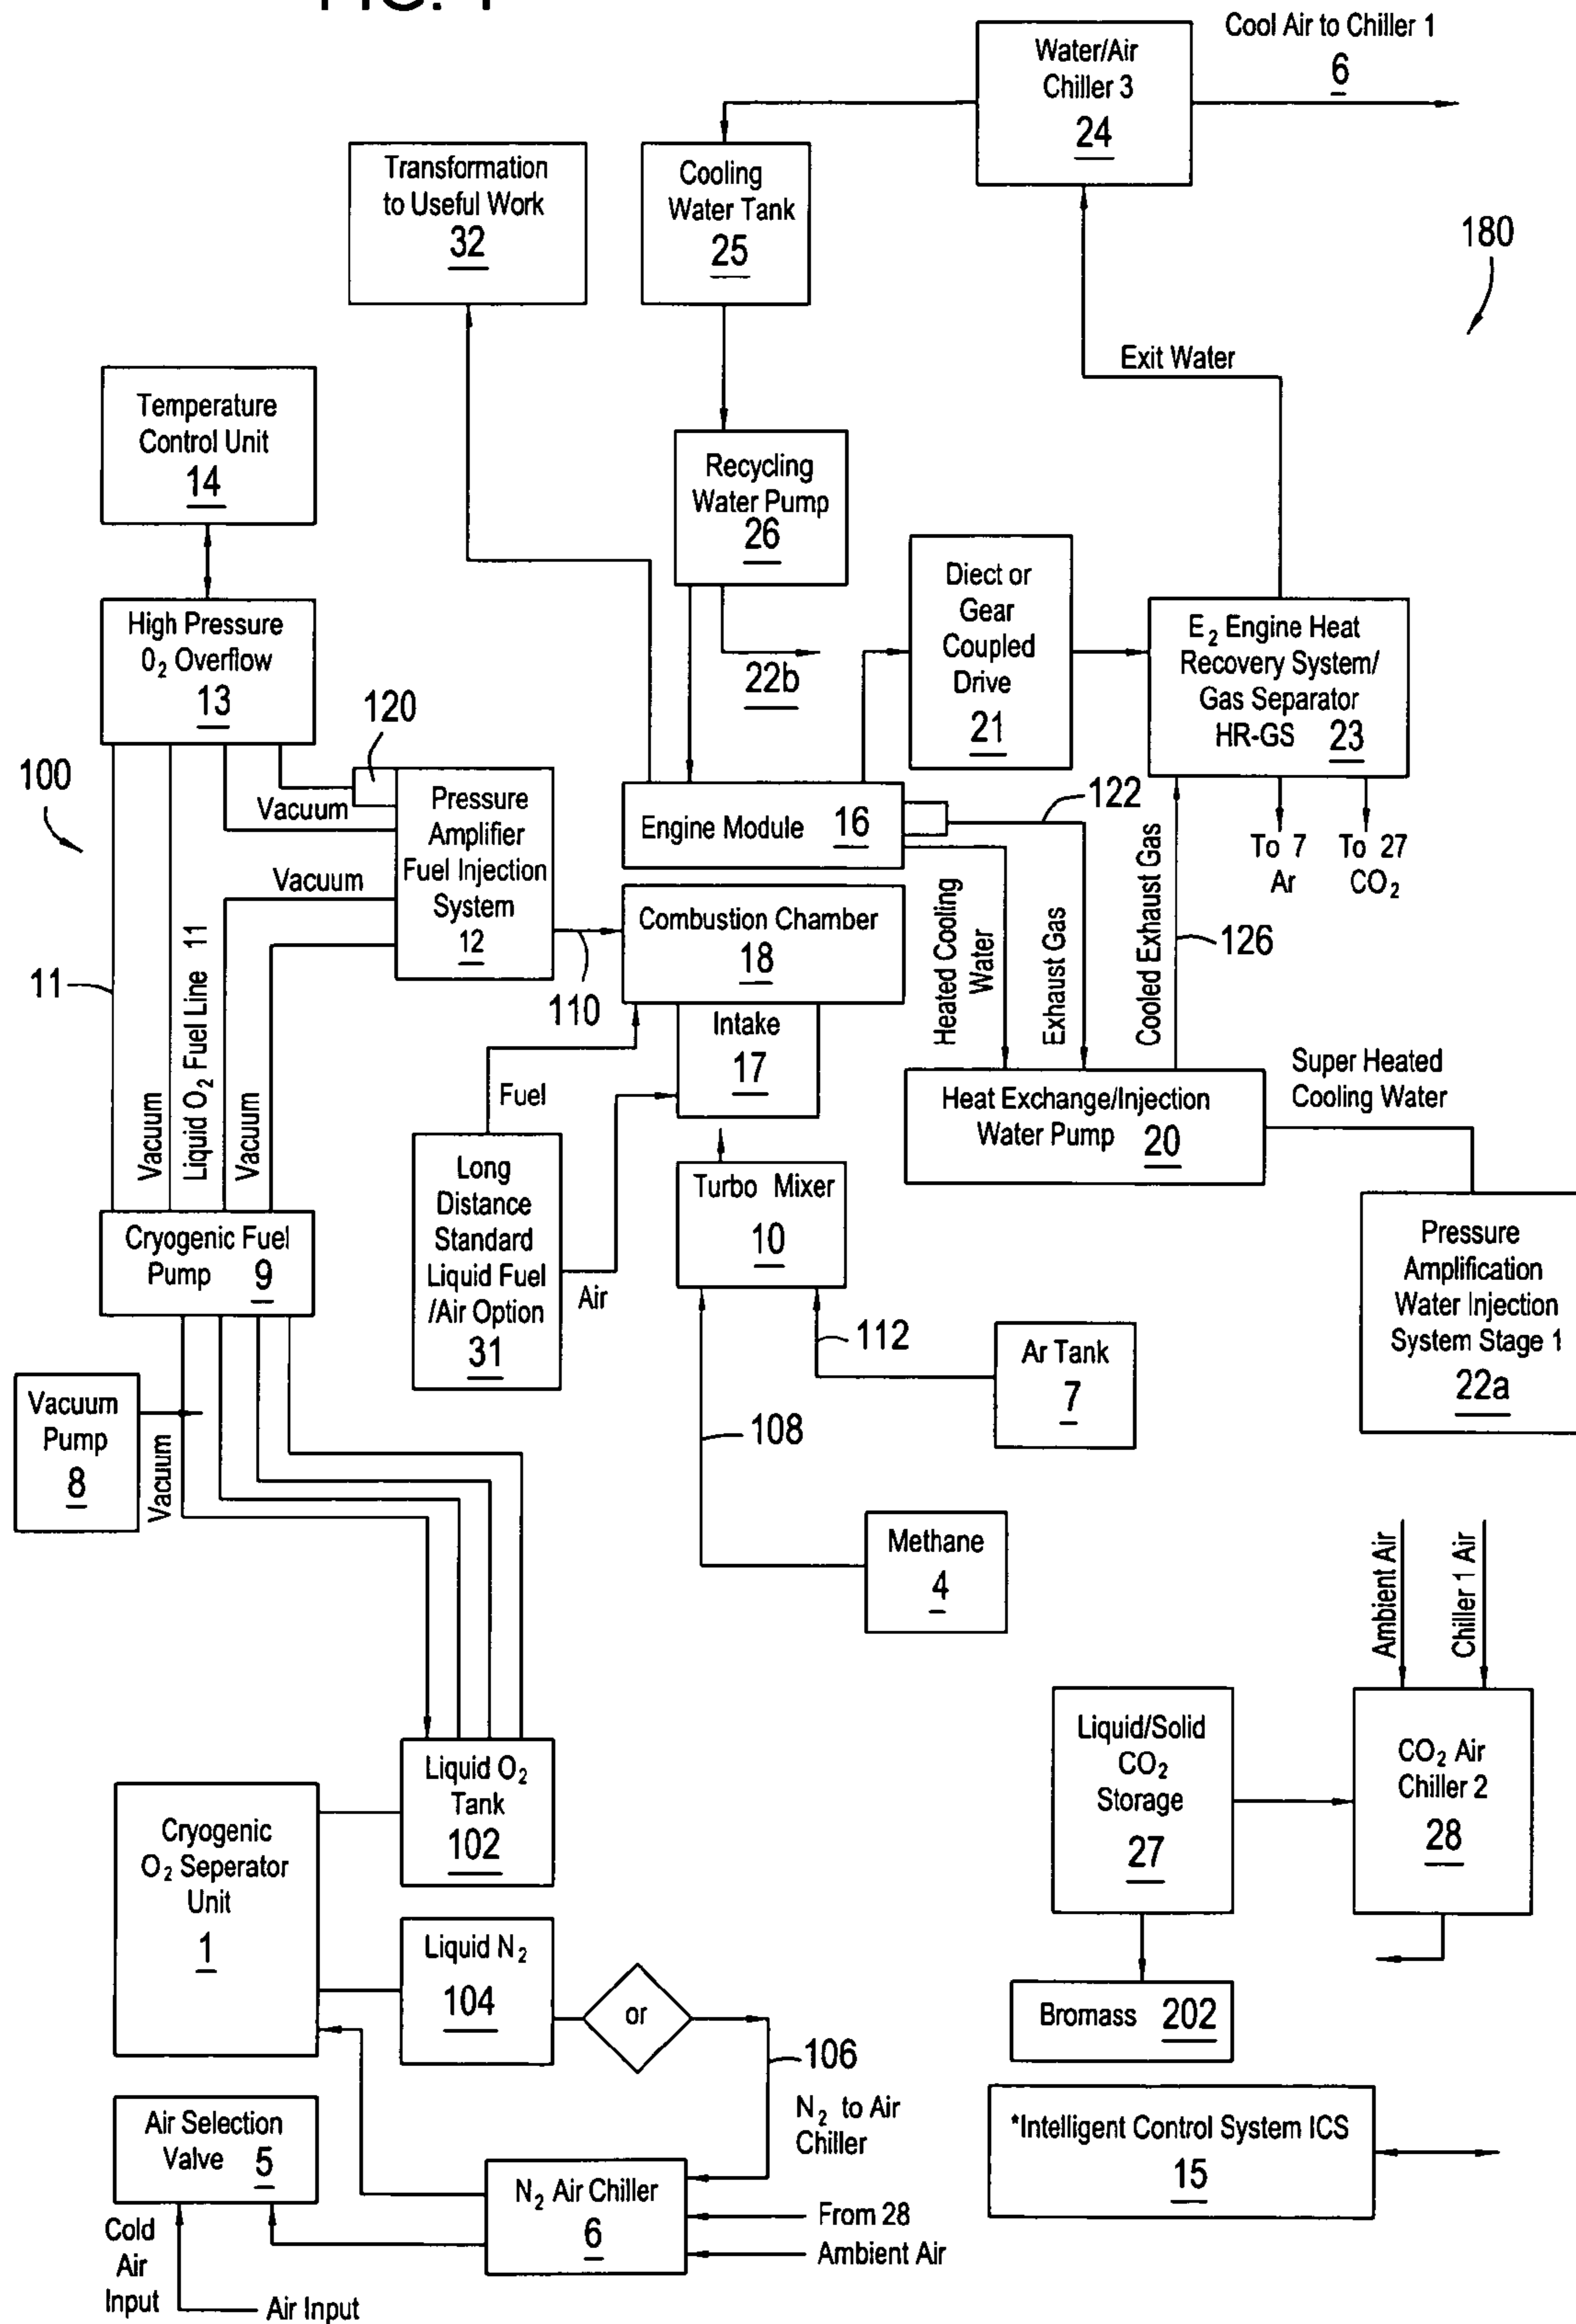 Cool Air to Chiller 1
6
Water/Air
Chiller 3
24
Transformation
to Useful Work
32
Cooling
Water Tank
25
180
Exit Water
Temperature
Control Unit
14
Recycling
Water Pump
26
22b
Diect or
Gear
Coupled
Drive
21
E2 Engine Heat
Recovery System/
Gas Separator
HR-GS 23
High Pressure
O2 Overflow
13
120
100
Vacuum
Vacuum
Pressure
Amplifier
Fuel Injection
System
12
Engine Module 16
122
To 7
Ar
To 27
CO2
Combustion Chamber
18
110
Intake
17
Heated Cooling
Water
Exhaust Gas
Cooled Exhaust Gas
126
11
Vacuum
Liquid O2 Fuel Line 11
Vacuum
Fuel
Heat Exchange/Injection
Water Pump 20
Super Heated
Cooling Water
Long
Distance
Standard
Liquid Fuel
/Air Option
31
Air
Turbo Mixer
10
Cryogenic Fuel
Pump 9
112
Ar Tank
7
Pressure
Amplification
Water Injection
System Stage 1
22a
Vacuum
Pump
8
Vacuum
108
Methane
4
Ambient Air
Chiller 1 Air
Liquid O2
Tank
102
Cryogenic
O2 Seperator
Unit
1
Liquid/Solid
CO2
Storage
27
CO2 Air
Chiller 2
28
Liquid N2
104
or
106
N2 to Air
Chiller
Bromass 202
Air Selection
Valve 5
*Intelligent Control System ICS
15
N2 Air Chiller
6
From 28
Ambient Air
Cold
Air
Input
Air Input